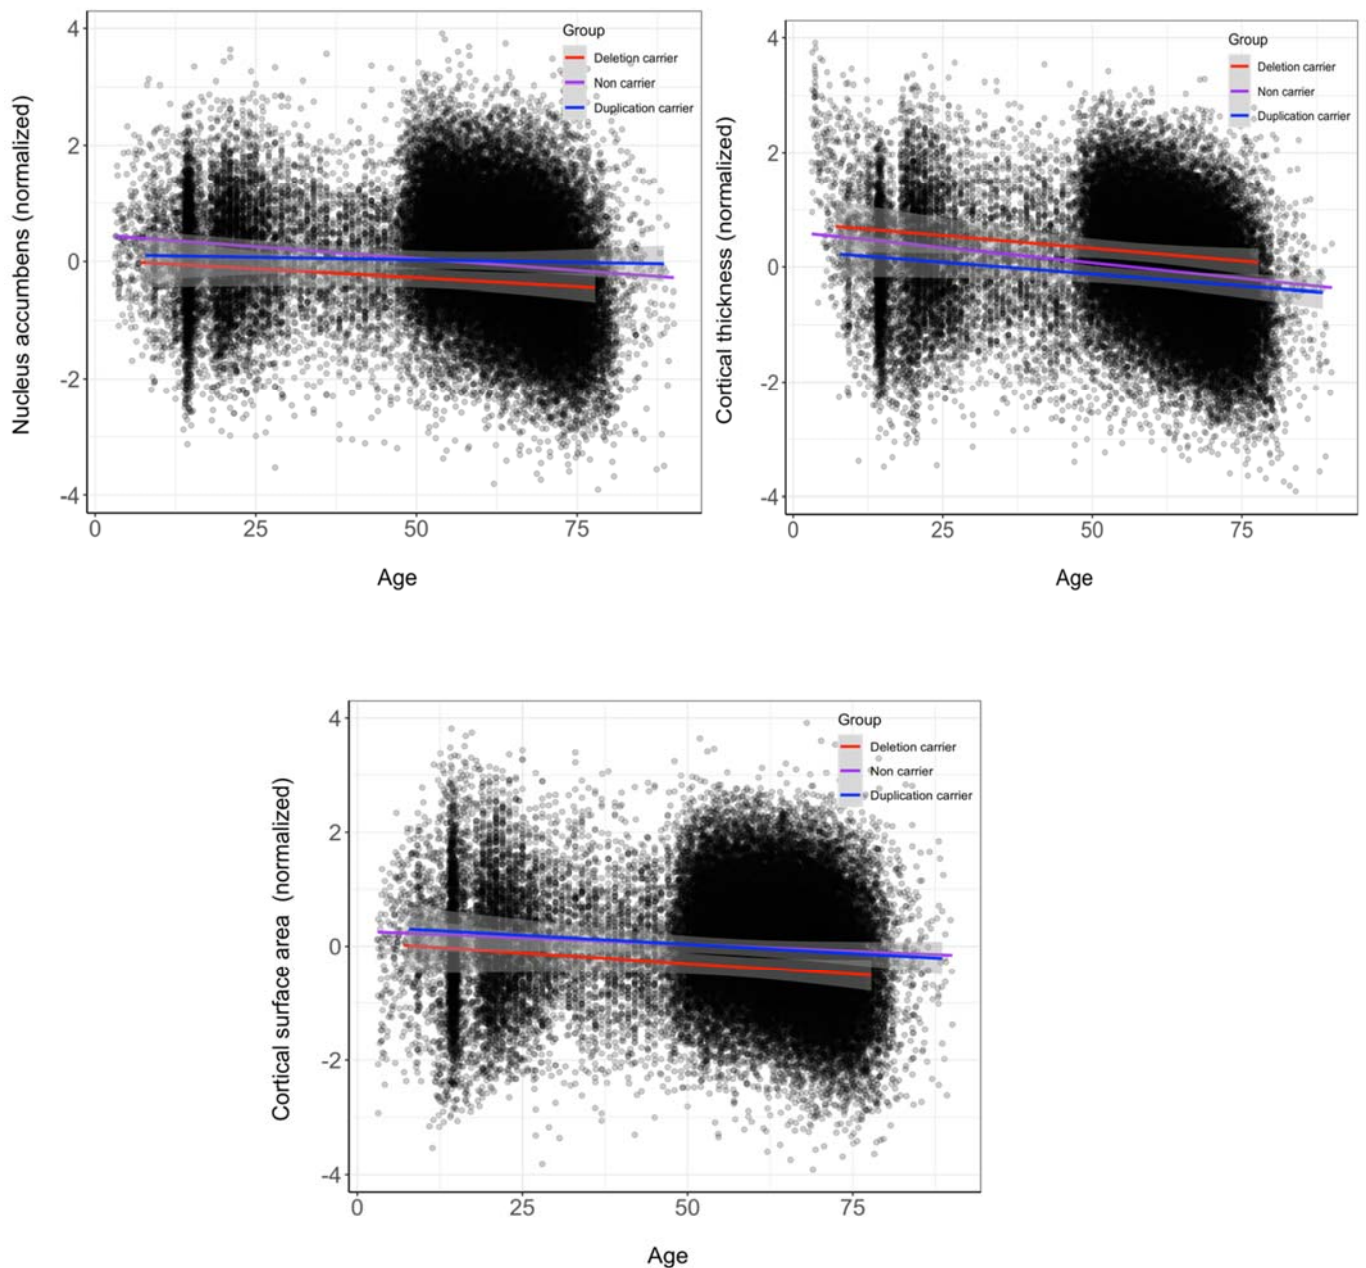 Nucleus accumbens (normalized)
4
2
0
-2
-4
0 25 50 75
Age
Group
Deletion carrier
Non carrier
Duplication carrier
Cortical thickness (normalized)
4
2
0
-2
-4
0 25 50 75
Age
Group
Deletion carrier
Non carrier
Duplication carrier
Cortical surface area (normalized)
4
2
0
-2
-4
0 25 50 75
Age
Group
Deletion carrier
Non carrier
Duplication carrier